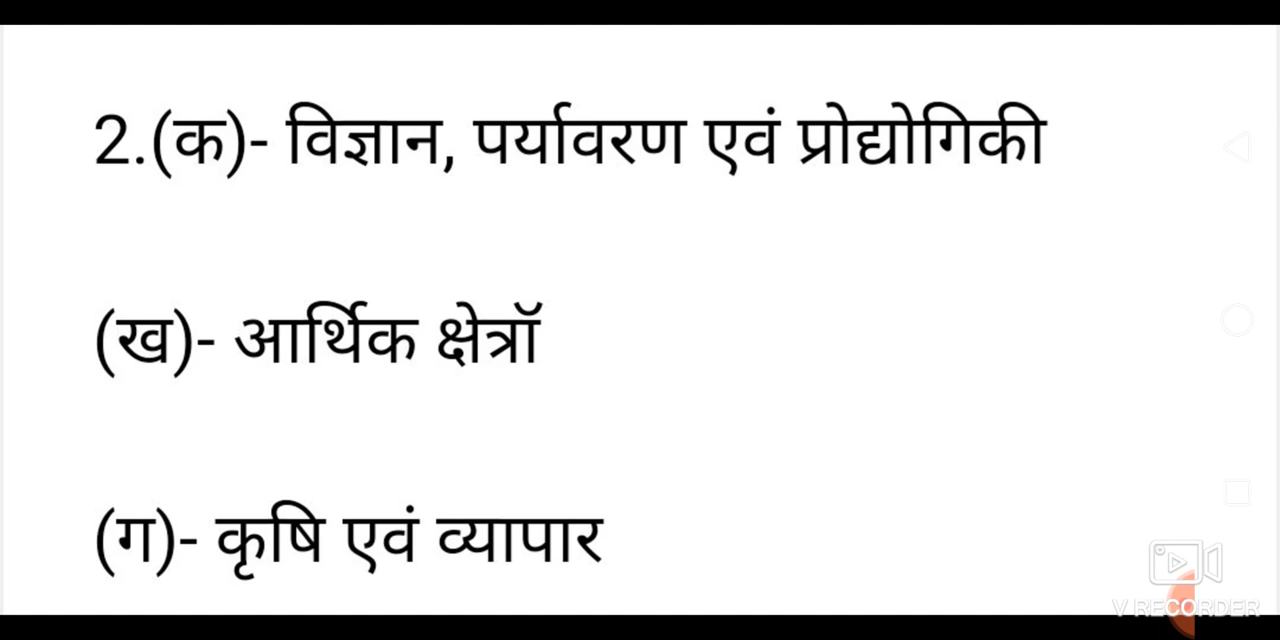 2.(क)- विज्ञान, पर्यावरण एवं प्रोद्योगिकी
(ख)- आर्थिक क्षेत्रॉ
(ग)- कृषि एवं व्यापार
V RECORDER